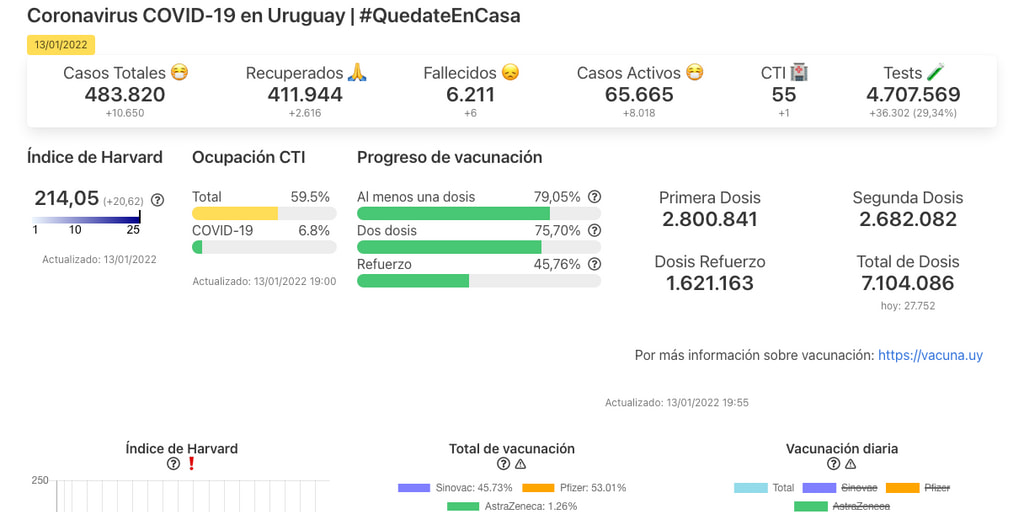 Coronavirus COVID-19 en Uruguay | #QuedateEnCasa
13/01/2022
Casos Totales 😷 Recuperados 🙏 Fallecidos 😞 Casos Activos 😷 CTI 🏥 Tests 🧪
483.820 411.944 6.211 65.665 55 4.707.569
+10.650 +2.616 +6 +8.018 +1 +36.302 (29,34%)
Índice de Harvard
214,05 (+20,62)
1 10 25
Actualizado: 13/01/2022
Ocupación CTI
Total 59.5%
COVID-19 6.8%
Actualizado: 13/01/2022 19:00
Progreso de vacunación
Al menos una dosis 79,05%
Dos dosis 75,70%
Refuerzo 45,76%
Primera Dosis Segunda Dosis
2.800.841 2.682.082
Dosis Refuerzo Total de Dosis
1.621.163 7.104.086
hoy: 27.752
Por más información sobre vacunación: https://vacuna.uy
Actualizado: 13/01/2022 19:55
Índice de Harvard
❗
250
Total de vacunación
Sinovac: 45.73% Pfizer: 53.01%
AstraZeneca: 1.26%
Vacunación diaria
Total Sinovac Pfizer
AstraZeneca